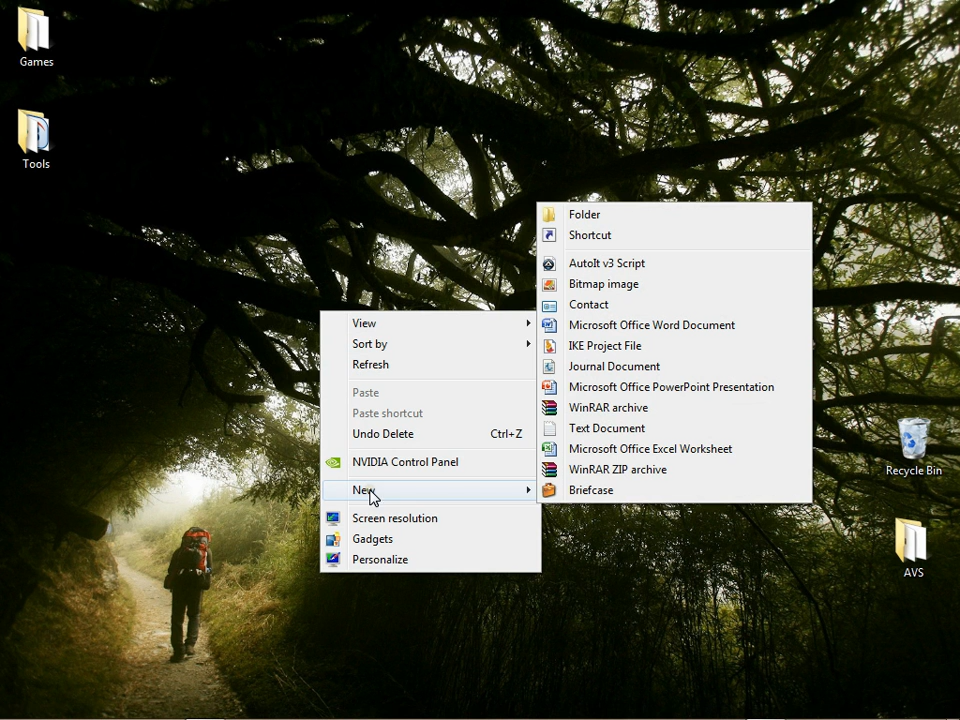 Games
Tools
View
Sort by
Refresh
Paste
Paste shortcut
Undo Delete Ctrl+Z
NVIDIA Control Panel
New
Screen resolution
Gadgets
Personalize
Folder
Shortcut
AutoIt v3 Script
Bitmap image
Contact
Microsoft Office Word Document
IKE Project File
Journal Document
Microsoft Office PowerPoint Presentation
WinRAR archive
Text Document
Microsoft Office Excel Worksheet
WinRAR ZIP archive
Briefcase
Recycle Bin
AVS